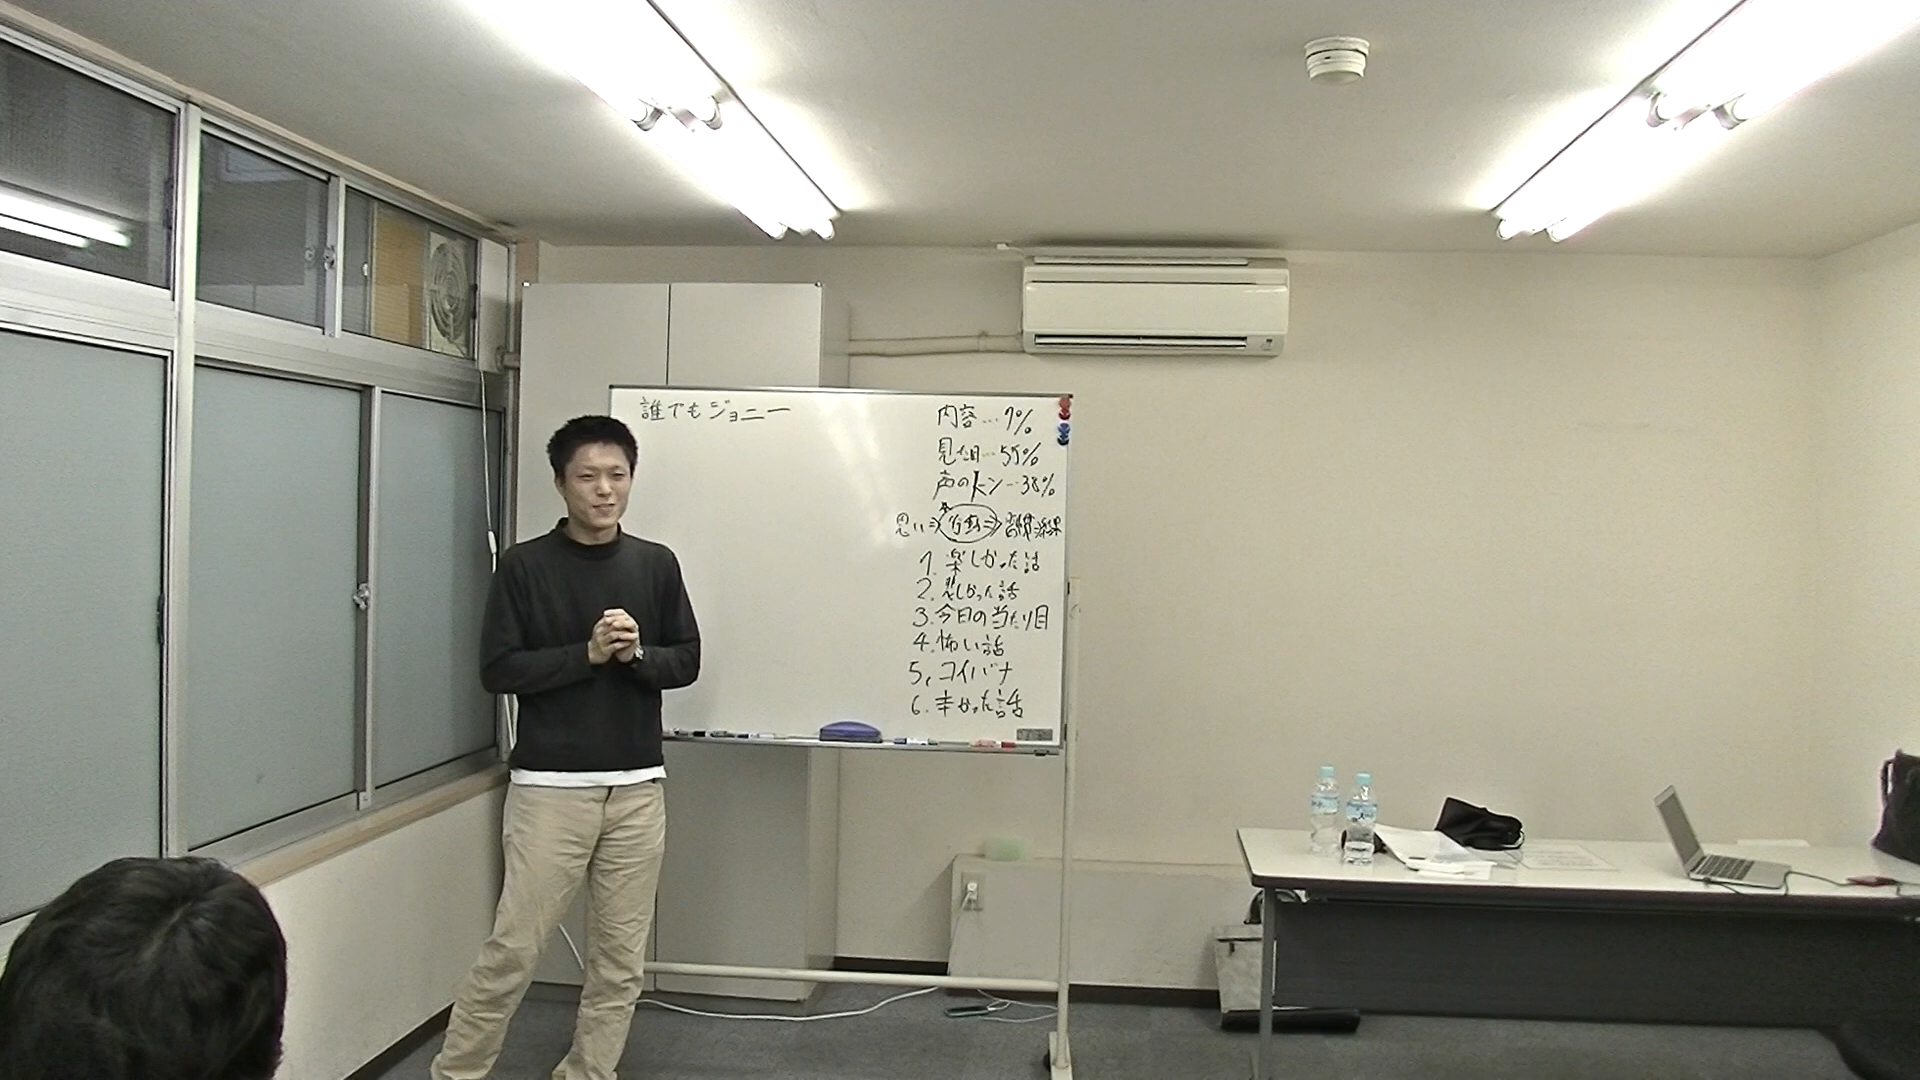 誰でもジョニー
内容…7%
見た目…55%
声のトーン…38%
思い⇒行動⇒習慣⇒結果
1. 楽しかった話
2. 悲しかった話
3. 今日の当たり目
4. 怖い話
5. コイバナ
6. 辛かった話